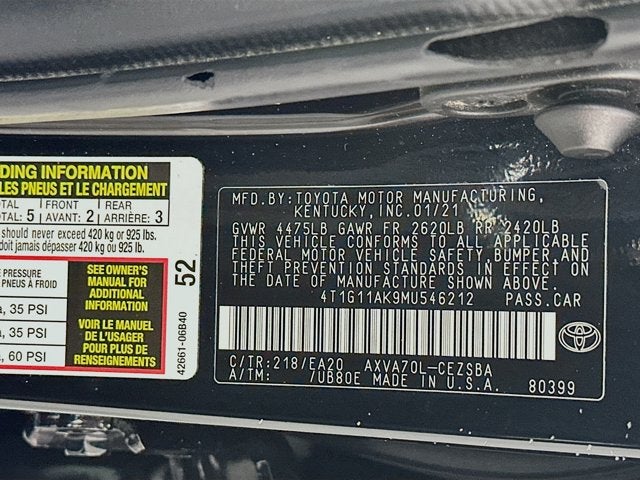 DING INFORMATION
LES PNEUS ET LE CHARGEMENT
TAL: 5 FRONT AVANT: 2 REAR ARRIÈRE: 3
should never exceed 420 kg or 925 lbs.
doit jamais dépasser 420 kg ou 925 lb.
E PRESSURE
PNEUS À FROID
a, 35 PSI
a, 35 PSI
a, 60 PSI
SEE OWNER'S
MANUAL FOR
ADDITIONAL
INFORMATION
VOIR LE MANUEL
DE L'USAGER
POUR PLUS DE
RENSEIGNEMENTS
52
42661-06B40
MFD.BY:TOYOTA MOTOR MANUFACTURING,
KENTUCKY, INC.01/21
GVWR 4475LB GAWR FR 2620LB RR 2420LB
THIS VEHICLE CONFORMS TO ALL APPLICABLE
FEDERAL MOTOR VEHICLE SAFETY,BUMPER AND
THEFT PREVENTION STANDARDS IN EFFECT ON
THE DATE OF MANUFACTURE SHOWN ABOVE.
4T1G11AK9MU546212 PASS.CAR
C/TR:218/EA20 AXVA70L-CEZSBA
A/TM: /UB80E MADE IN U.S.A. 80399